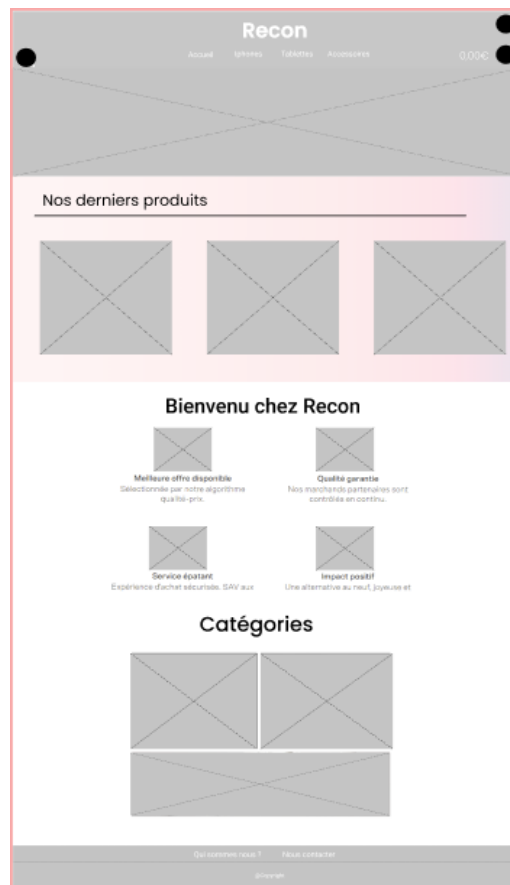 Recon
Accueil Iphones Tablettes Accessoires 0,00€
Nos derniers produits
Bienvenu chez Recon
Meilleure offre disponible
Sélectionnée par notre algorithme
qualité-prix.
Qualité garantie
Nos marchands partenaires sont
contrôlés en continu.
Service épatant
Expérience d'achat sécurisée. SAV aux
Impact positif
Une alternative au neuf, joyeuse et
Catégories
Qui sommes nous ? Nous contacter